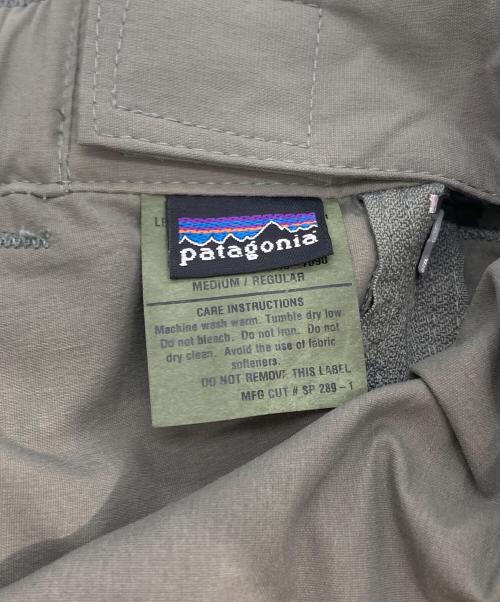 LE
patagonia
MEDIUM / REGULAR
CARE INSTRUCTIONS
Machine wash warm. Tumble dry low
Do not bleach. Do not iron. Do not
dry clean. Avoid the use of fabric
softeners.
DO NOT REMOVE THIS LABEL
MFG CUT # SP 289-1